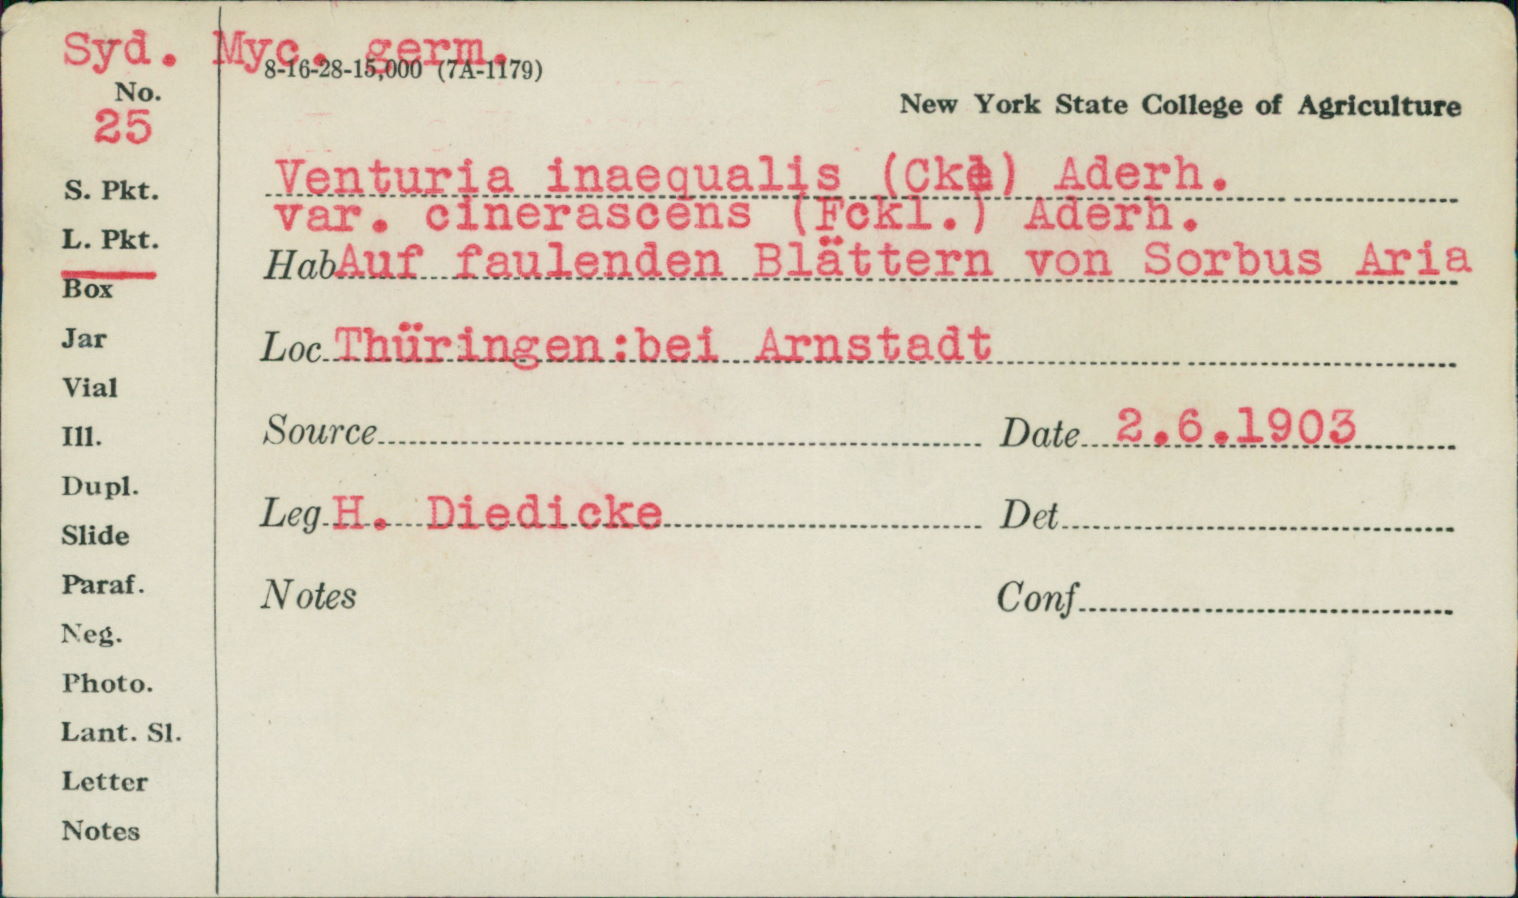 Syd. Myc. germ.
8-16-28-15,000 (7A-1179)
No.
25
New York State College of Agriculture
Venturia inaequalis (Cke) Aderh.
var. cinerascens (Fckl.) Aderh.
Hab Auf faulenden Blättern von Sorbus Aria
Loc Thüringen:bei Arnstadt
Source
Date 2.6.1903
Leg H. Diedicke
Det
Notes
Conf
S. Pkt.
L. Pkt.
Box
Jar
Vial
Ill.
Dupl.
Slide
Paraf.
Neg.
Photo.
Lant. Sl.
Letter
Notes